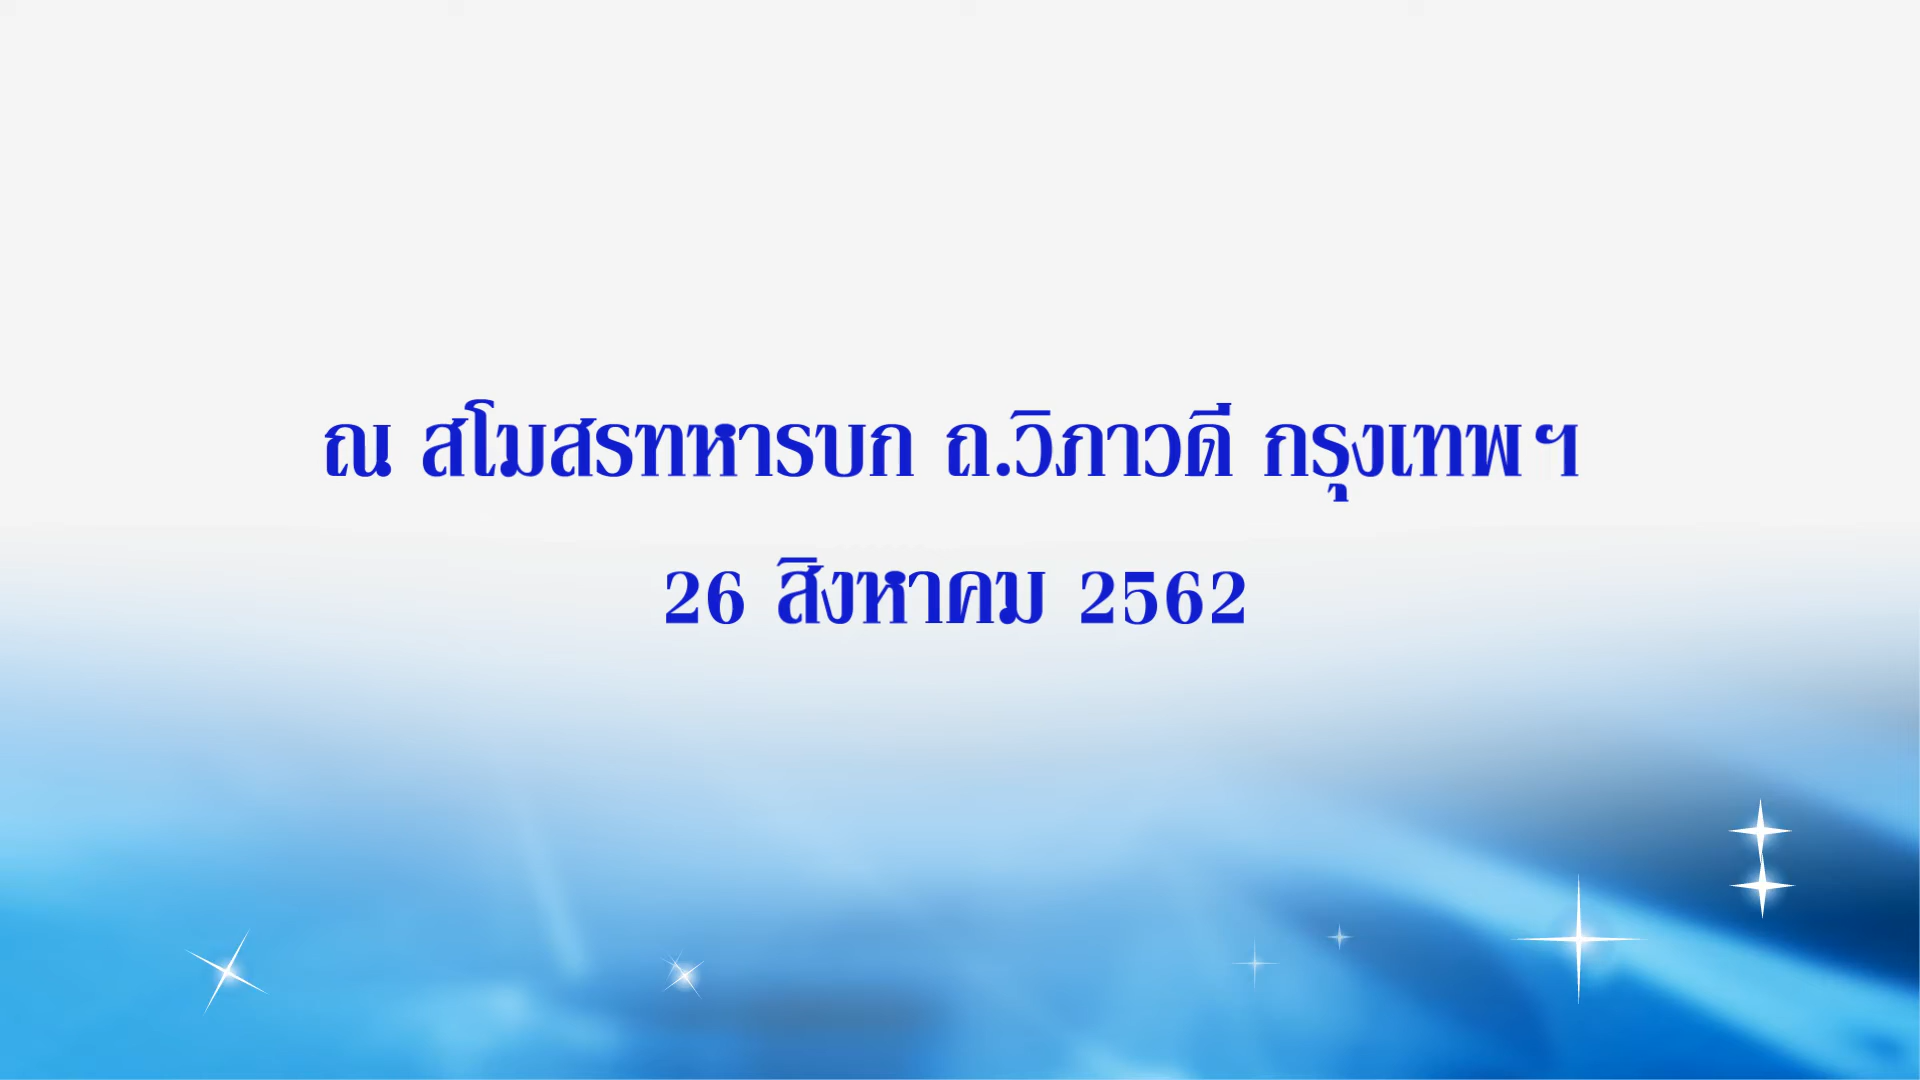 ณ สโมสรทหารบก ถ.วิภาวดี กรุงเทพฯ
26 สิงหาคม 2562